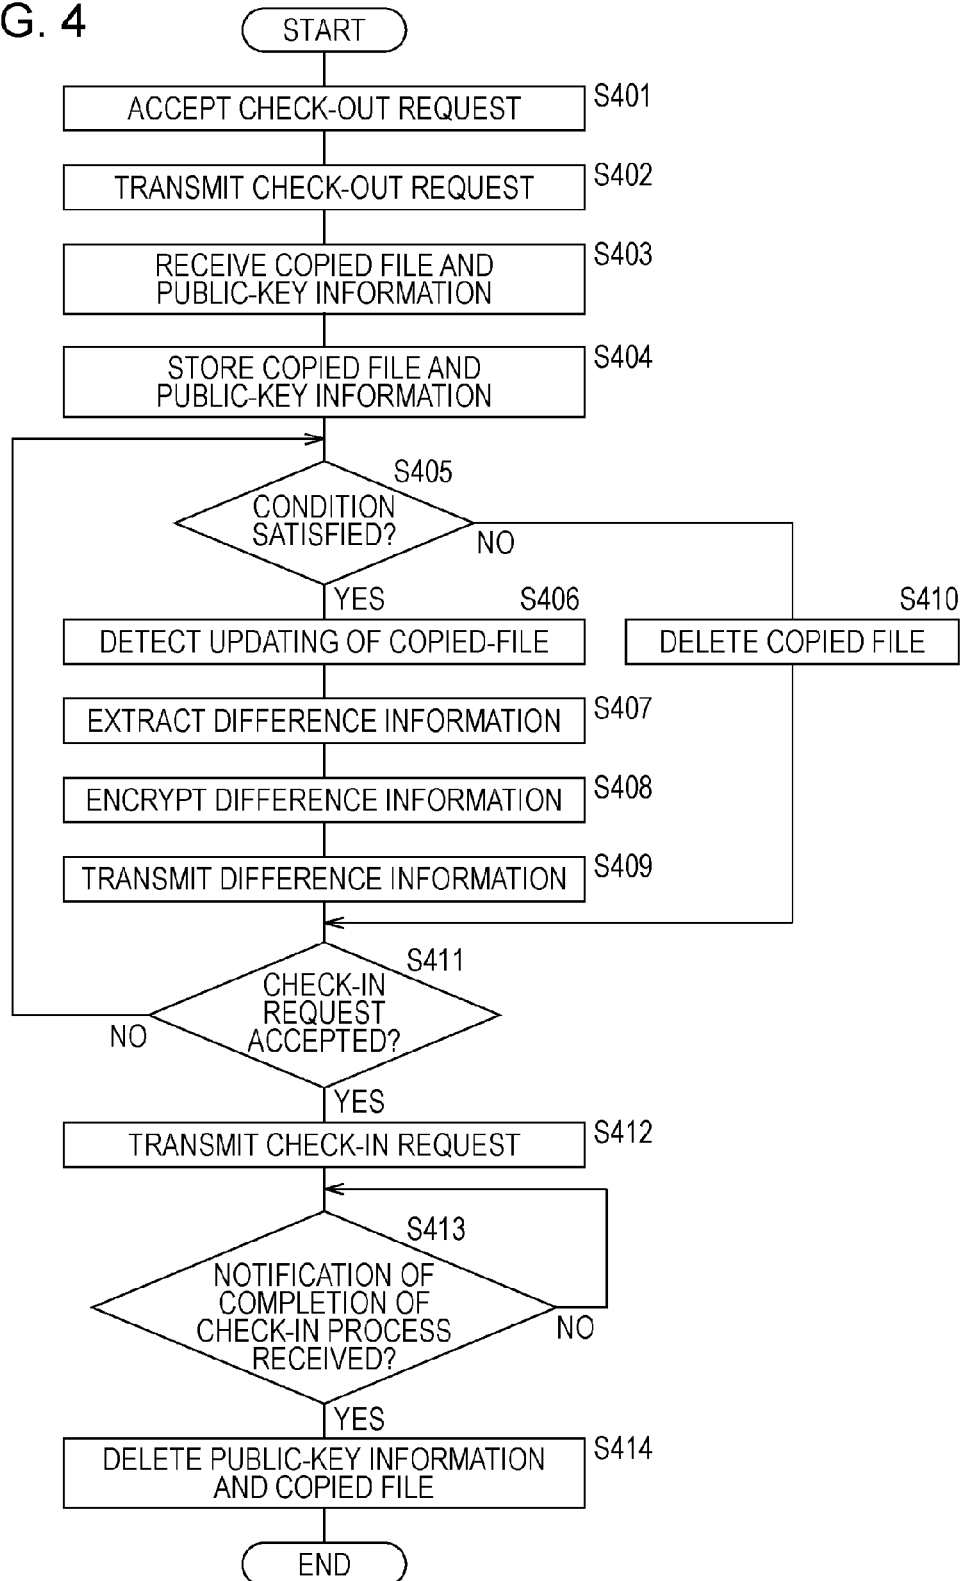 G. 4
START
ACCEPT CHECK-OUT REQUEST
S401
TRANSMIT CHECK-OUT REQUEST
S402
RECEIVE COPIED FILE AND
PUBLIC-KEY INFORMATION
S403
STORE COPIED FILE AND
PUBLIC-KEY INFORMATION
S404
S405
CONDITION
SATISFIED?
NO
YES
S406
DETECT UPDATING OF COPIED-FILE
S410
DELETE COPIED FILE
EXTRACT DIFFERENCE INFORMATION
S407
ENCRYPT DIFFERENCE INFORMATION
S408
TRANSMIT DIFFERENCE INFORMATION
S409
S411
CHECK-IN
REQUEST
ACCEPTED?
NO
YES
TRANSMIT CHECK-IN REQUEST
S412
S413
NOTIFICATION OF
COMPLETION OF
CHECK-IN PROCESS
RECEIVED?
NO
YES
DELETE PUBLIC-KEY INFORMATION
AND COPIED FILE
S414
END